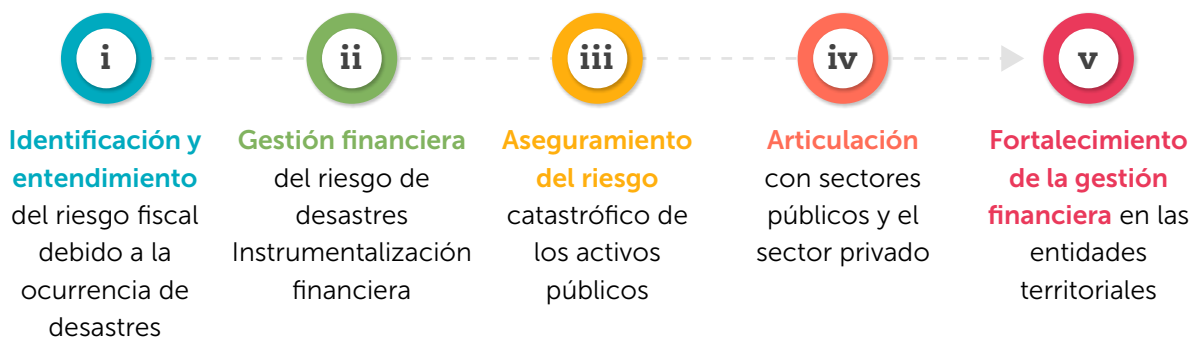 i
Identificación y
entendimiento
del riesgo fiscal
debido a la
ocurrencia de
desastres
ii
Gestión financiera
del riesgo de
desastres
Instrumentalización
financiera
iii
Aseguramiento
del riesgo
catastrófico de
los activos
públicos
iv
Articulación
con sectores
públicos y el
sector privado
v
Fortalecimiento
de la gestión
financiera en las
entidades
territoriales